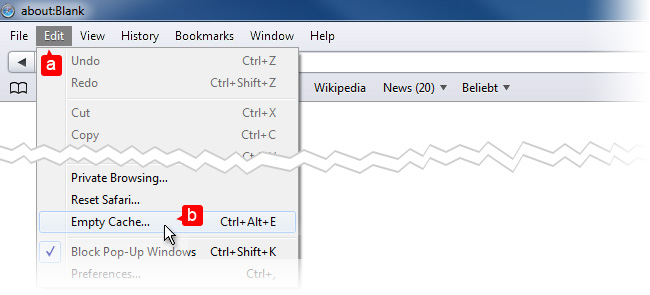 about:Blank
File Edit View History Bookmarks Window Help
a
Undo Ctrl+Z
Redo Ctrl+Shift+Z
Wikipedia News (20) Beliebt
Cut Ctrl+X
Copy Ctrl+C
Private Browsing...
Reset Safari...
Empty Cache... b Ctrl+Alt+E
Block Pop-Up Windows Ctrl+Shift+K
Preferences... Ctrl+,